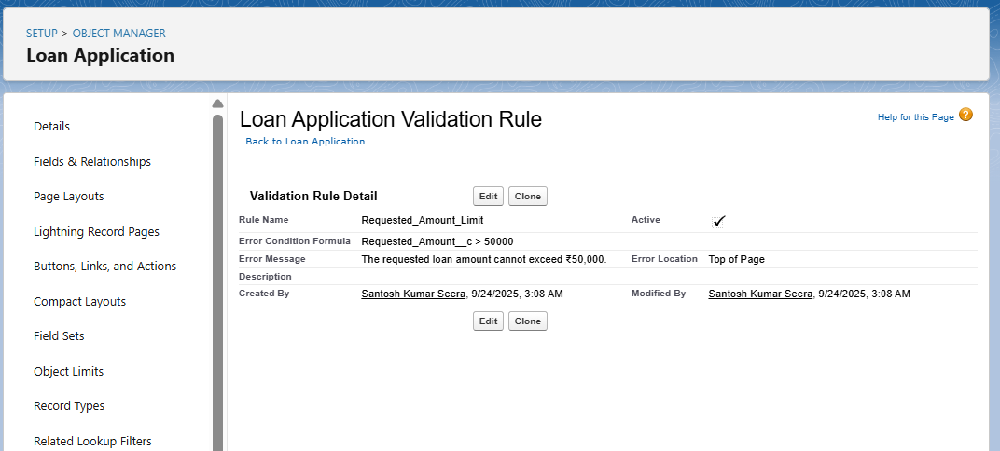 SETUP > OBJECT MANAGER
Loan Application
Details
Fields & Relationships
Page Layouts
Lightning Record Pages
Buttons, Links, and Actions
Compact Layouts
Field Sets
Object Limits
Record Types
Related Lookup Filters
Loan Application Validation Rule
Help for this Page ?
Back to Loan Application
Validation Rule Detail Edit Clone
Rule Name Requested_Amount_Limit Active ✓
Error Condition Formula Requested_Amount__c > 50000
Error Message The requested loan amount cannot exceed ₹50,000. Error Location Top of Page
Description
Created By Santosh Kumar Seera, 9/24/2025, 3:08 AM Modified By Santosh Kumar Seera, 9/24/2025, 3:08 AM
Edit Clone